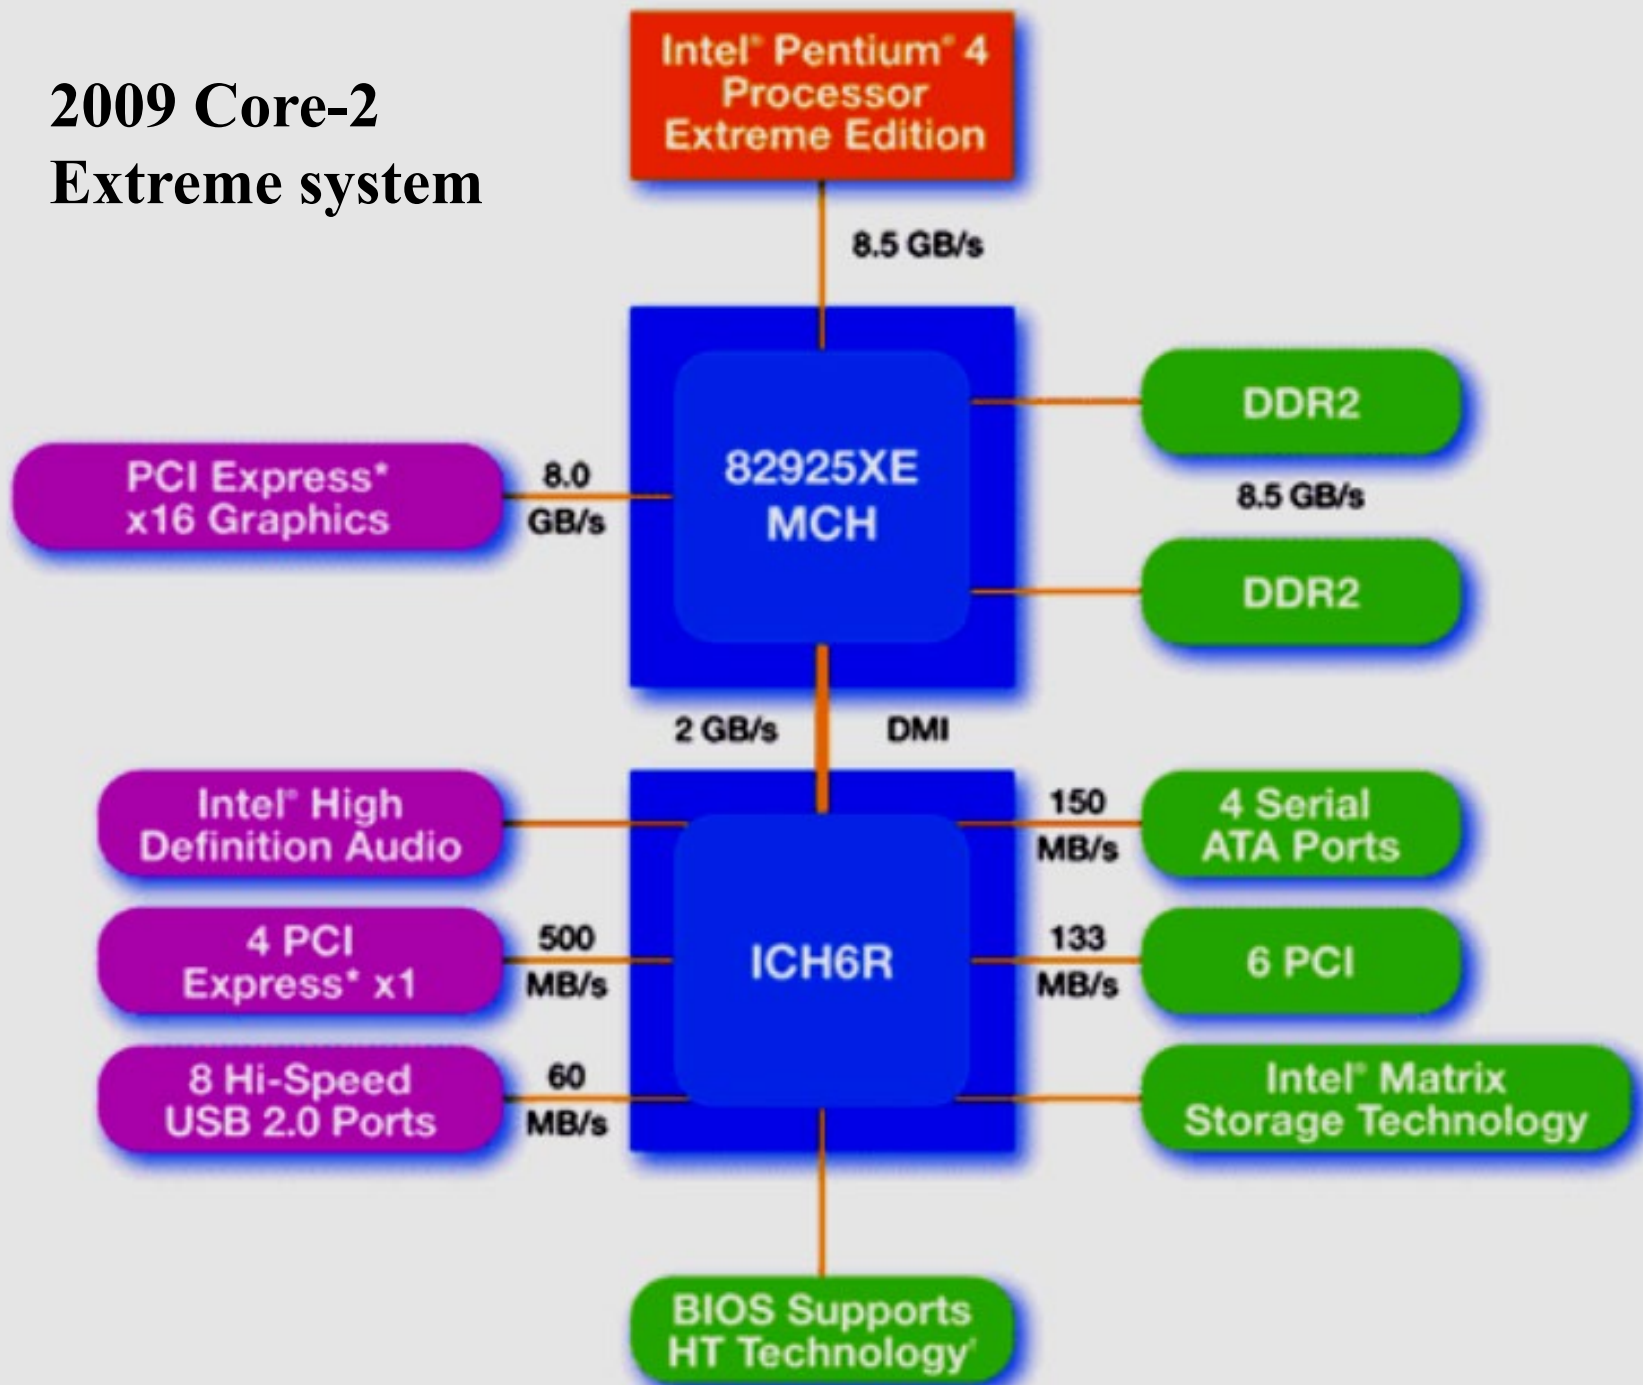 2009 Core-2
Extreme system
Intel® Pentium® 4
Processor
Extreme Edition
8.5 GB/s
82925XE
MCH
DDR2
8.5 GB/s
DDR2
PCI Express*
x16 Graphics
8.0
GB/s
2 GB/s
DMI
Intel® High
Definition Audio
150
MB/s
4 Serial
ATA Ports
4 PCI
Express* x1
500
MB/s
ICH6R
133
MB/s
6 PCI
8 Hi-Speed
USB 2.0 Ports
60
MB/s
Intel® Matrix
Storage Technology
BIOS Supports
HT Technology†